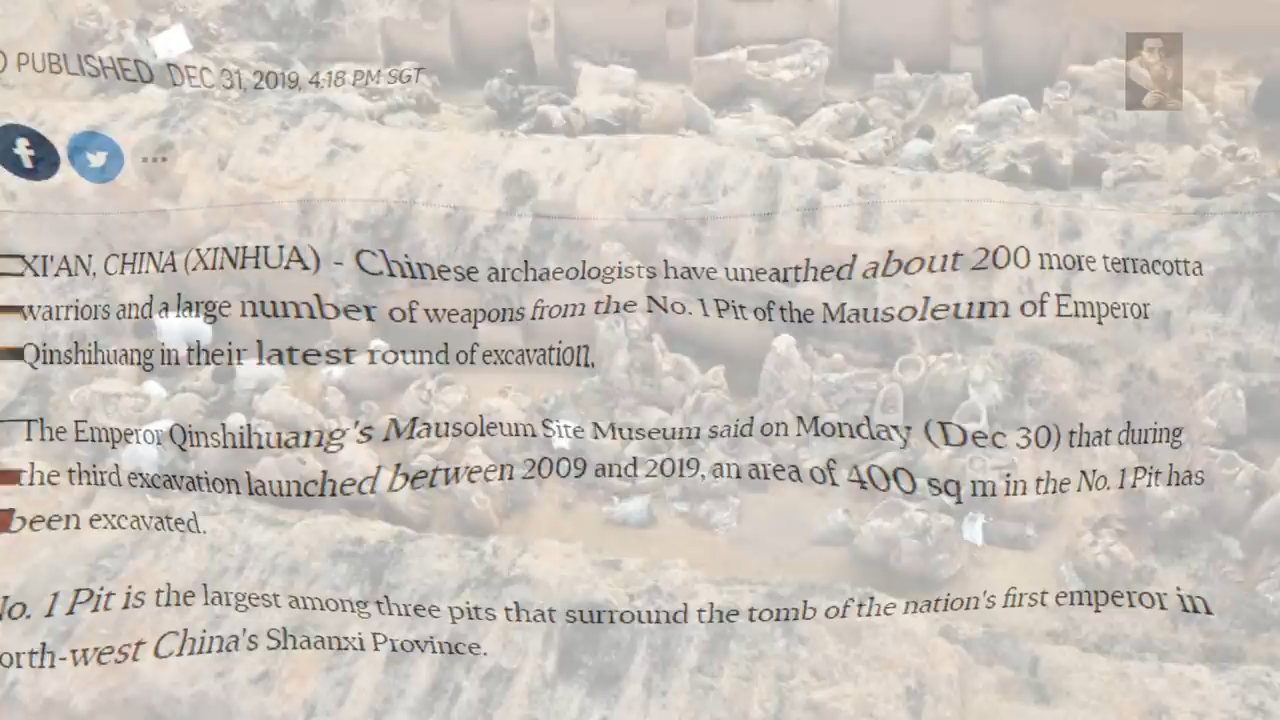 PUBLISHED DEC 31, 2019, 4:18 PM SGT
XI'AN, CHINA (XINHUA) - Chinese archaeologists have unearthed about 200 more terracotta
warriors and a large number of weapons from the No. 1 Pit of the Mausoleum of Emperor
Qinshihuang in their latest round of excavation.
The Emperor Qinshihuang's Mausoleum Site Museum said on Monday (Dec 30) that during
the third excavation launched between 2009 and 2019, an area of 400 sq m in the No. 1 Pit has
been excavated.
No. 1 Pit is the largest among three pits that surround the tomb of the nation's first emperor in
orth-west China's Shaanxi Province.